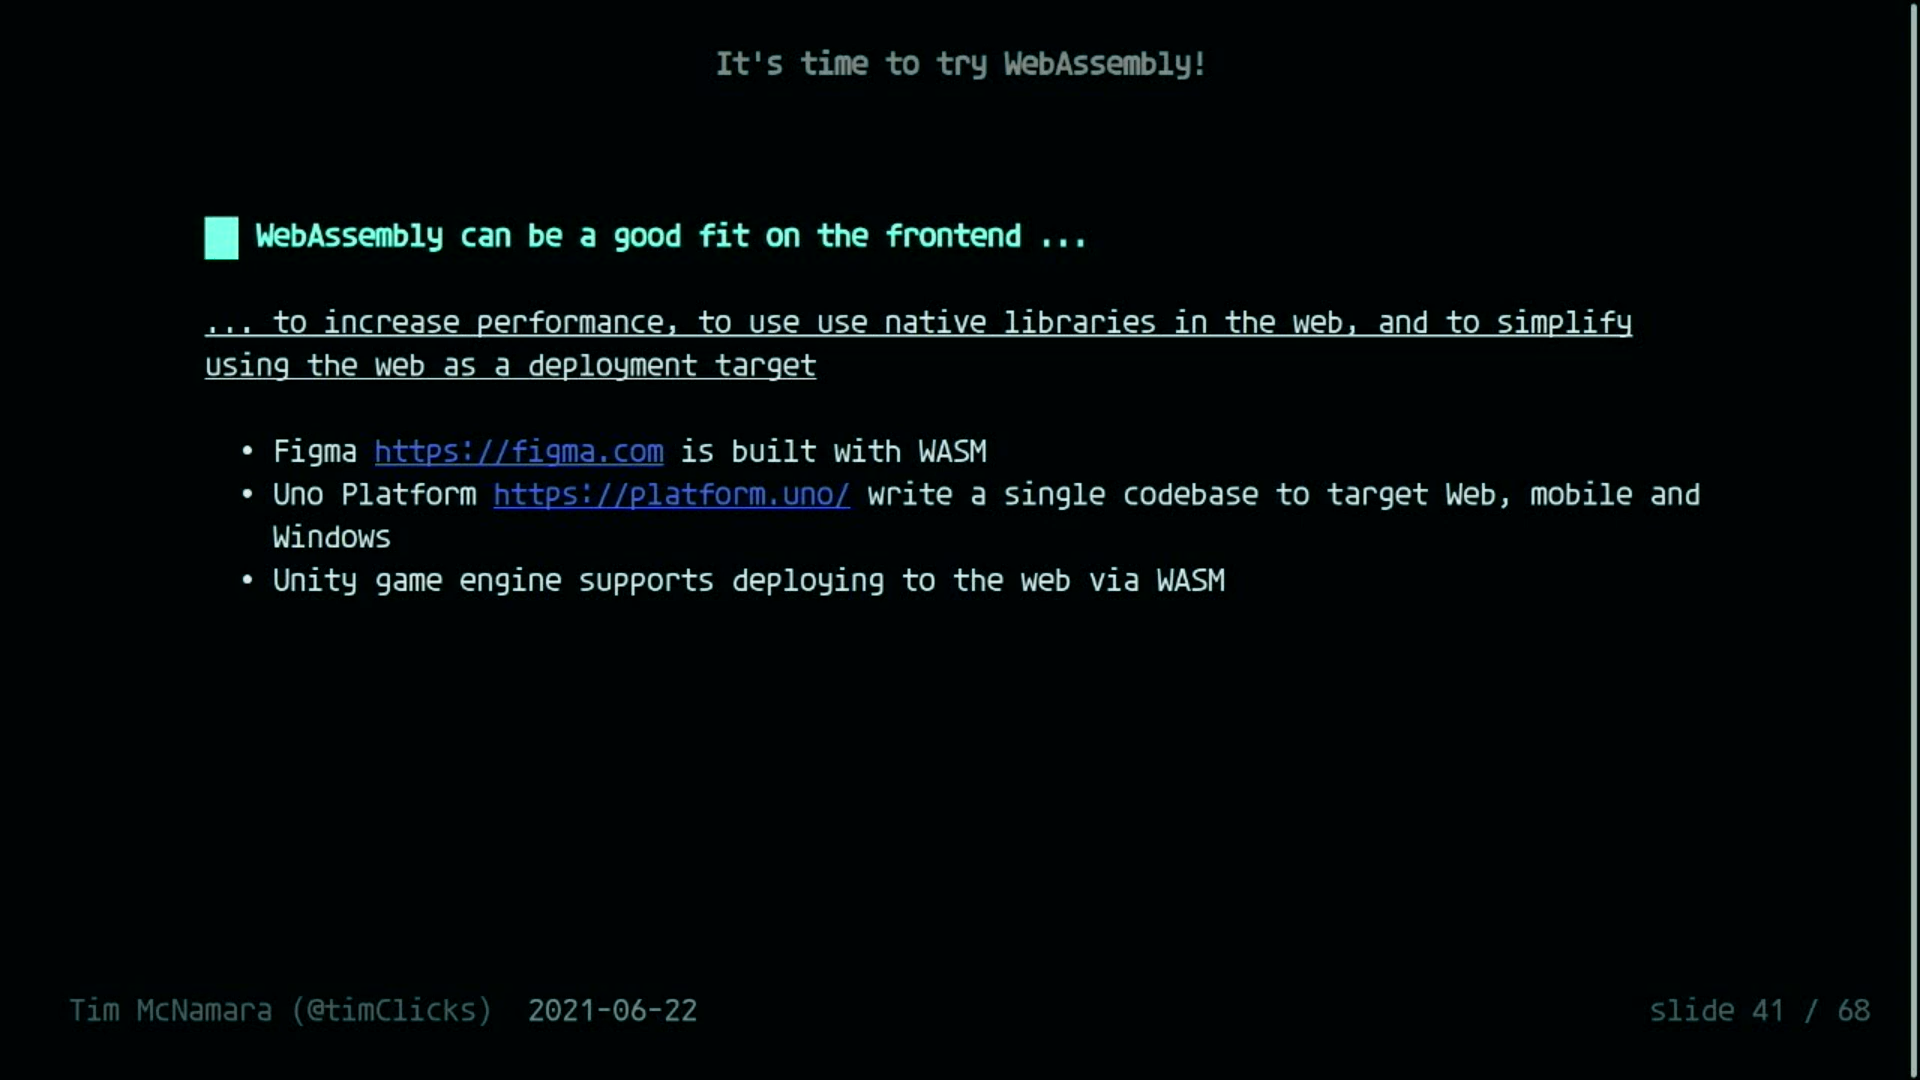 It's time to try WebAssembly!
WebAssembly can be a good fit on the frontend ...
... to increase performance, to use use native libraries in the web, and to simplify
using the web as a deployment target
• Figma https://figma.com is built with WASM
• Uno Platform https://platform.uno/ write a single codebase to target Web, mobile and
Windows
• Unity game engine supports deploying to the web via WASM
Tim McNamara (@timClicks) 2021-06-22 slide 41 / 68